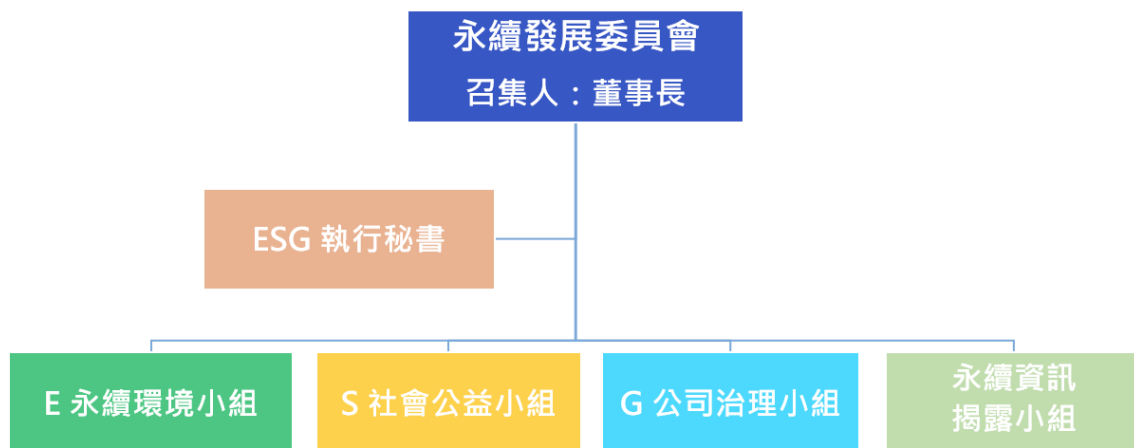 永續發展委員會
召集人：董事長
ESG 執行秘書
E 永續環境小組
S 社會公益小組
G 公司治理小組
永續資訊
揭露小組